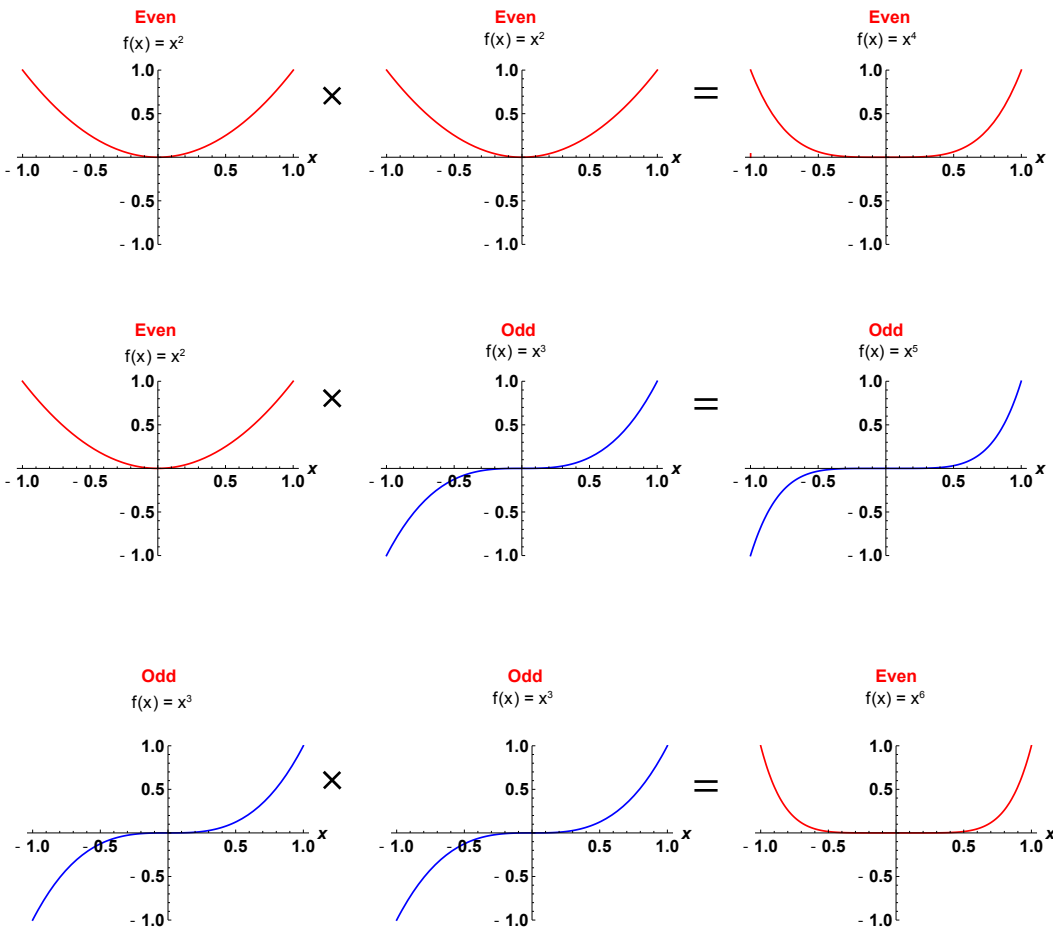 Even Even Even
f(x) = x² f(x) = x² f(x) = x⁴
1.0 1.0 1.0
× =
0.5 0.5 0.5
x x x
- 1.0 - 0.5 0.5 1.0 - 1.0 - 0.5 0.5 1.0 - 1.0 - 0.5 0.5 1.0
- 0.5 - 0.5 - 0.5
- 1.0 - 1.0 - 1.0
Even Odd Odd
f(x) = x² f(x) = x³ f(x) = x⁵
1.0 1.0 1.0
× =
0.5 0.5 0.5
x x x
- 1.0 - 0.5 0.5 1.0 - 1.0 - 0.5 0.5 1.0 - 1.0 - 0.5 0.5 1.0
- 0.5 - 0.5 - 0.5
- 1.0 - 1.0 - 1.0
Odd Odd Even
f(x) = x³ f(x) = x³ f(x) = x⁶
1.0 1.0 1.0
× =
0.5 0.5 0.5
x x x
- 1.0 - 0.5 0.5 1.0 - 1.0 - 0.5 0.5 1.0 - 1.0 - 0.5 0.5 1.0
- 0.5 - 0.5 - 0.5
- 1.0 - 1.0 - 1.0